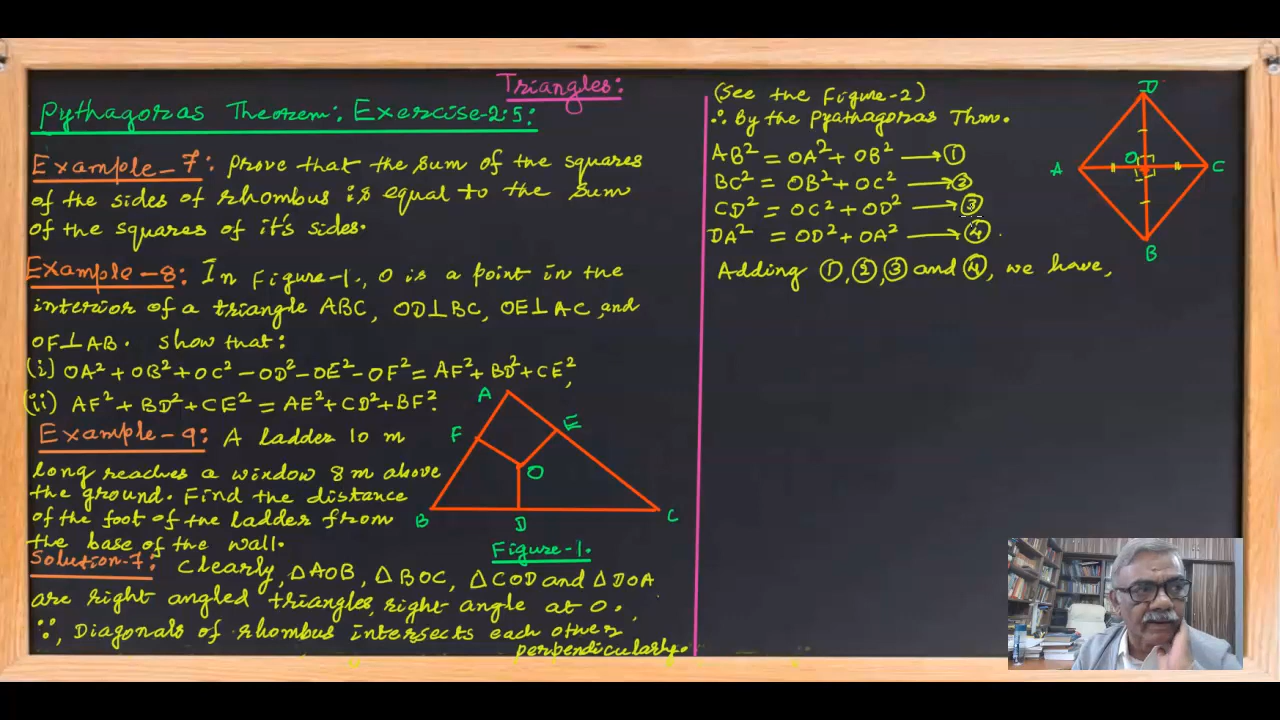 Triangles:
Pythagoras Theorem: Exercise-2.5:
Example-7: Prove that the sum of the squares
of the sides of rhombus is equal to the sum
of the squares of it's sides.
Example-8: In Figure-1, O is a point in the
interior of a triangle ABC, OD⊥BC, OE⊥AC, and
OF⊥AB. show that:
(i) OA²+OB²+OC²-OD²-OE²-OF²=AF²+BD²+CE²,
(ii) AF²+BD²+CE²=AE²+CD²+BF².
Example-9: A ladder 10 m
long reaches a window 8 m above
the ground. Find the distance
of the foot of the ladder from
the base of the wall.
A
F
E
O
B
D
C
Figure-1.
Solution-7: Clearly, △AOB, △BOC, △COD and △DOA
are right angled triangles, right angle at O.
∵, Diagonals of rhombus intersects each other
perpendicularly.
(See the Figure-2)
∴ By the Pyathagoras Thm.
AB² = OA²+OB² → ①
BC² = OB²+OC² → ②
CD² = OC²+OD² → ③
DA² = OD²+OA² → ④
Adding ①,②,③ and ④, we have,
D
A
O
C
B